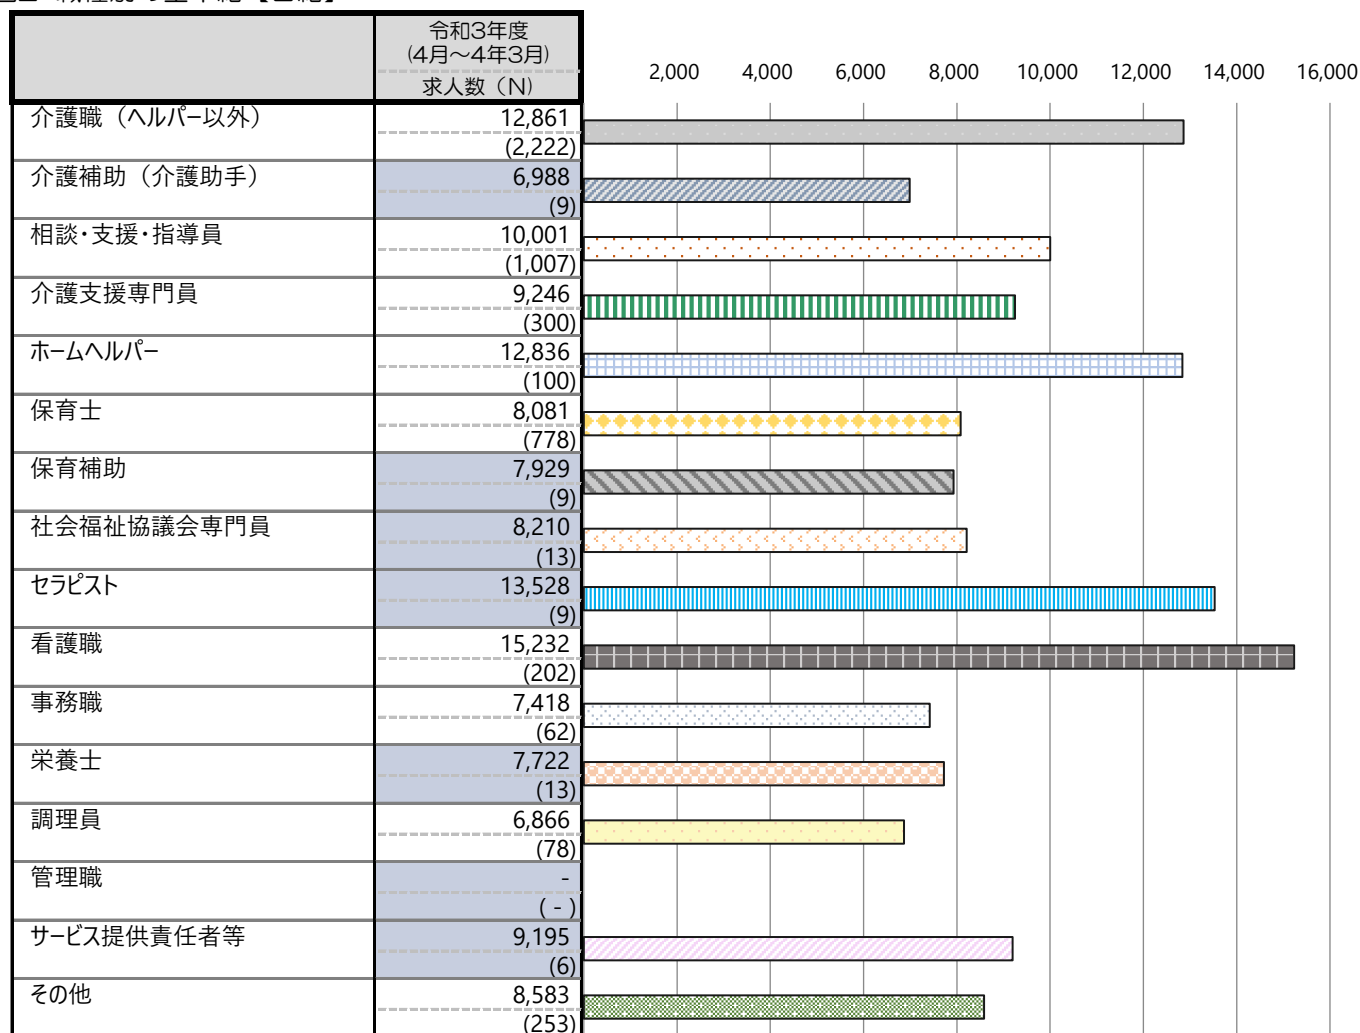 令和3年度
(4月～4年3月)
求人数（N）
2,000 4,000 6,000 8,000 10,000 12,000 14,000 16,000
介護職（ヘルパー以外） 12,861
(2,222)
介護補助（介護助手） 6,988
(9)
相談・支援・指導員 10,001
(1,007)
介護支援専門員 9,246
(300)
ホームヘルパー 12,836
(100)
保育士 8,081
(778)
保育補助 7,929
(9)
社会福祉協議会専門員 8,210
(13)
セラピスト 13,528
(9)
看護職 15,232
(202)
事務職 7,418
(62)
栄養士 7,722
(13)
調理員 6,866
(78)
管理職 -
( - )
サービス提供責任者等 9,195
(6)
その他 8,583
(253)